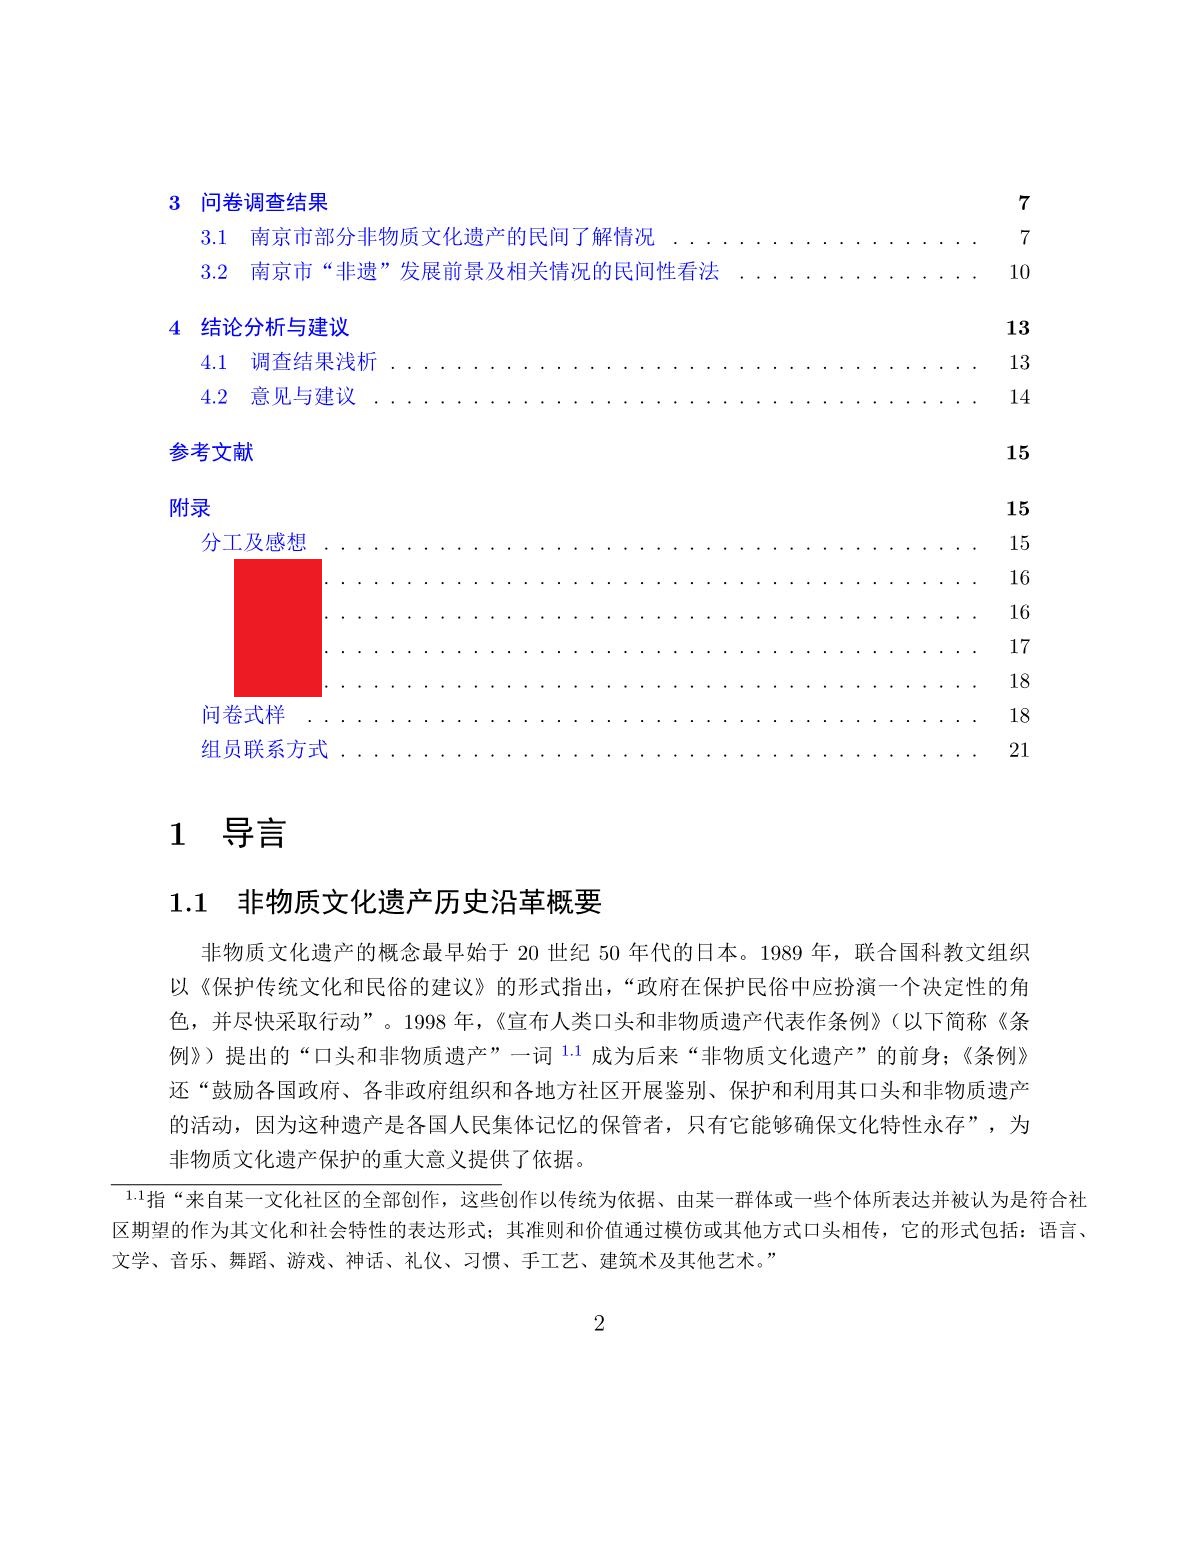 3 问卷调查结果 7
3.1 南京市部分非物质文化遗产的民间了解情况 . . . . . . . . . . . . . . . . . . . 7
3.2 南京市“非遗”发展前景及相关情况的民间性看法 . . . . . . . . . . . . . . . 10
4 结论分析与建议 13
4.1 调查结果浅析 . . . . . . . . . . . . . . . . . . . . . . . . . . . . . . . . . . . . 13
4.2 意见与建议 . . . . . . . . . . . . . . . . . . . . . . . . . . . . . . . . . . . . . 14
参考文献 15
附录 15
分工及感想 . . . . . . . . . . . . . . . . . . . . . . . . . . . . . . . . . . . . . . . . 15
. . . . . . . . . . . . . . . . . . . . . . . . . . . . . . . . . . . . . . . . 16
. . . . . . . . . . . . . . . . . . . . . . . . . . . . . . . . . . . . . . . . 16
. . . . . . . . . . . . . . . . . . . . . . . . . . . . . . . . . . . . . . . . 17
. . . . . . . . . . . . . . . . . . . . . . . . . . . . . . . . . . . . . . . . 18
问卷式样 . . . . . . . . . . . . . . . . . . . . . . . . . . . . . . . . . . . . . . . . . 18
组员联系方式 . . . . . . . . . . . . . . . . . . . . . . . . . . . . . . . . . . . . . . . 21
1 导言
1.1 非物质文化遗产历史沿革概要
非物质文化遗产的概念最早始于 20 世纪 50 年代的日本。1989 年，联合国科教文组织
以《保护传统文化和民俗的建议》的形式指出，“政府在保护民俗中应扮演一个决定性的角
色，并尽快采取行动”。1998 年，《宣布人类口头和非物质遗产代表作条例》（以下简称《条
例》）提出的“口头和非物质遗产”一词 1.1 成为后来“非物质文化遗产”的前身；《条例》
还“鼓励各国政府、各非政府组织和各地方社区开展鉴别、保护和利用其口头和非物质遗产
的活动，因为这种遗产是各国人民集体记忆的保管者，只有它能够确保文化特性永存”，为
非物质文化遗产保护的重大意义提供了依据。
1.1指“来自某一文化社区的全部创作，这些创作以传统为依据、由某一群体或一些个体所表达并被认为是符合社
区期望的作为其文化和社会特性的表达形式；其准则和价值通过模仿或其他方式口头相传，它的形式包括：语言、
文学、音乐、舞蹈、游戏、神话、礼仪、习惯、手工艺、建筑术及其他艺术。”
2